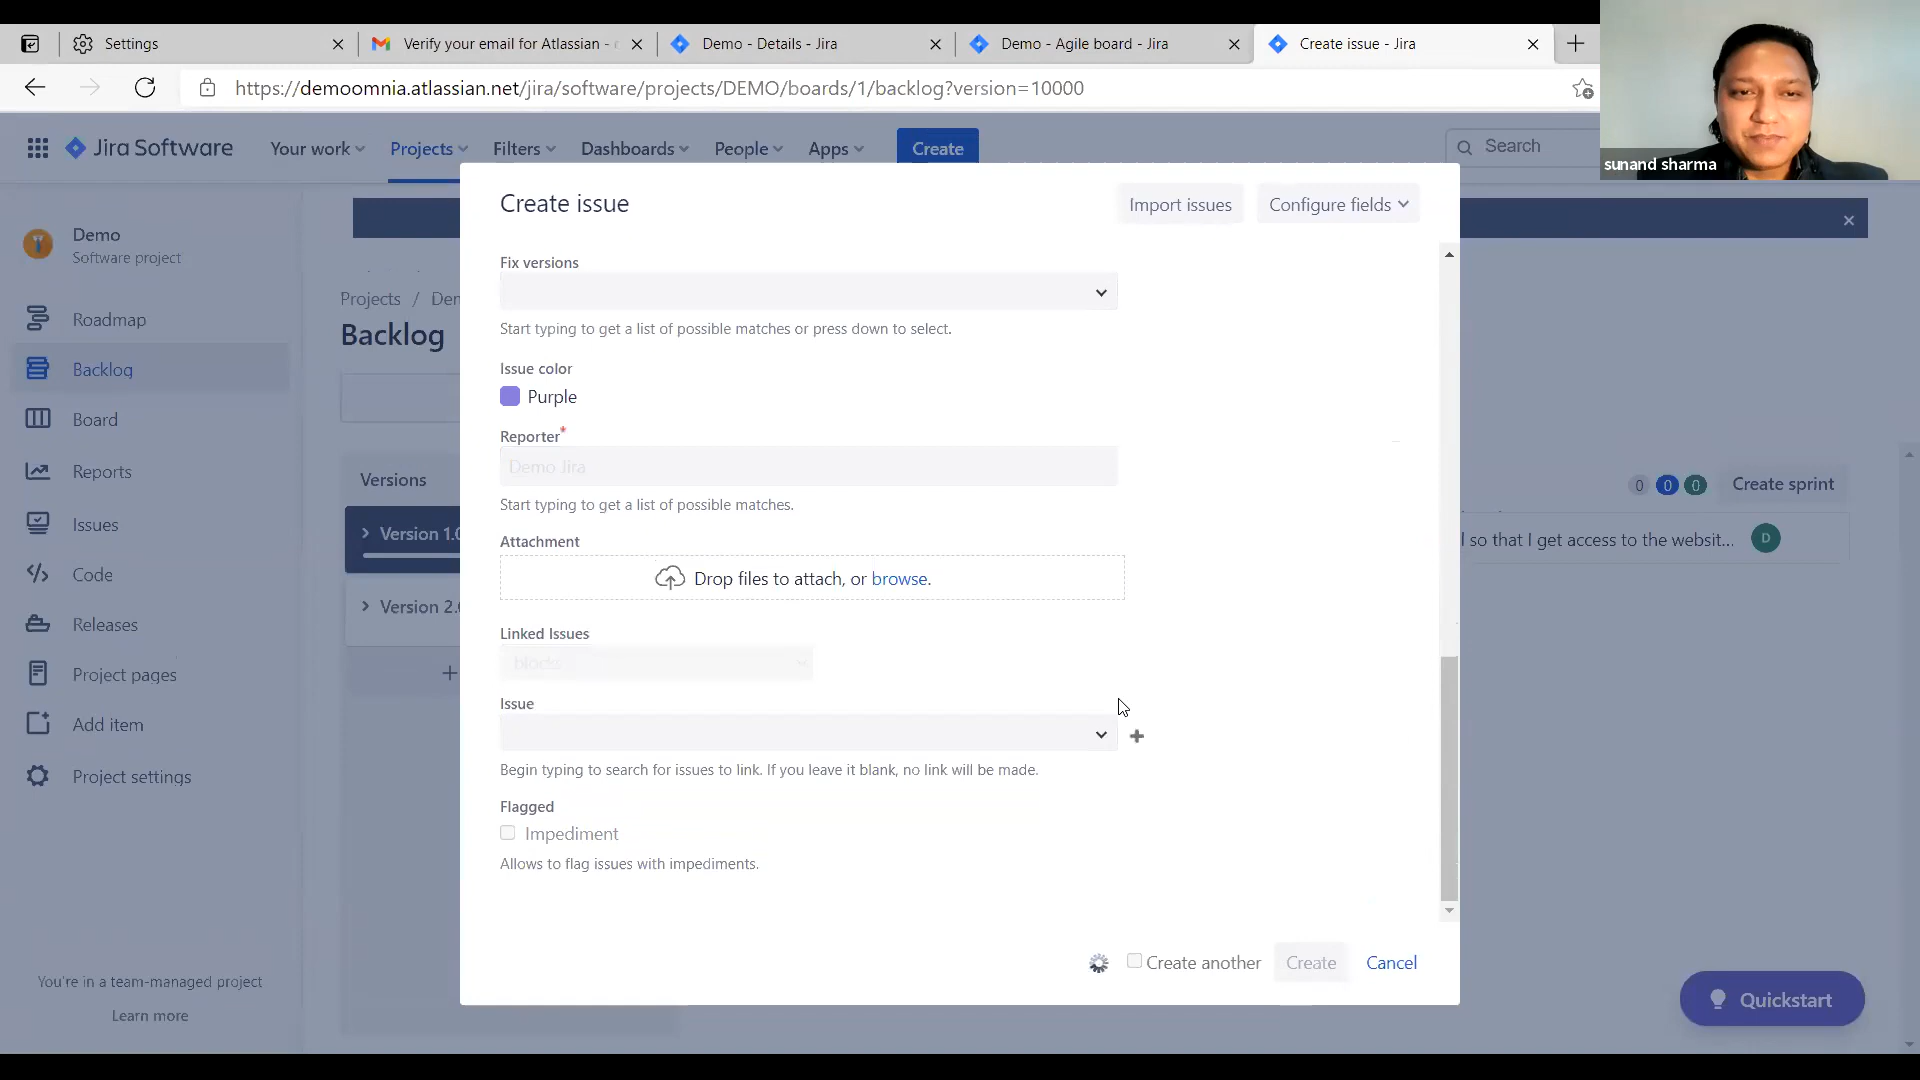 Settings
Verify your email for Atlassian -
Demo - Details - Jira
Demo - Agile board - Jira
Create issue - Jira
https://demoomnia.atlassian.net/jira/software/projects/DEMO/boards/1/backlog?version=10000
sunand sharma
Jira Software
Your work
Projects
Filters
Dashboards
People
Apps
Create
Search
Create issue
Import issues
Configure fields
Demo
Software project
Roadmap
Backlog
Board
Reports
Issues
Code
Releases
Project pages
Add item
Project settings
You're in a team-managed project
Learn more
Projects / Den
Backlog
Versions
Version 1.0
Version 2.0
Fix versions
Start typing to get a list of possible matches or press down to select.
Issue color
Purple
Reporter*
Demo Jira
Start typing to get a list of possible matches.
Attachment
Drop files to attach, or browse.
Linked Issues
blocks
Issue
Begin typing to search for issues to link. If you leave it blank, no link will be made.
Flagged
Impediment
Allows to flag issues with impediments.
Create another
Create
Cancel
0 0 0
Create sprint
l so that I get access to the websit...
D
Quickstart